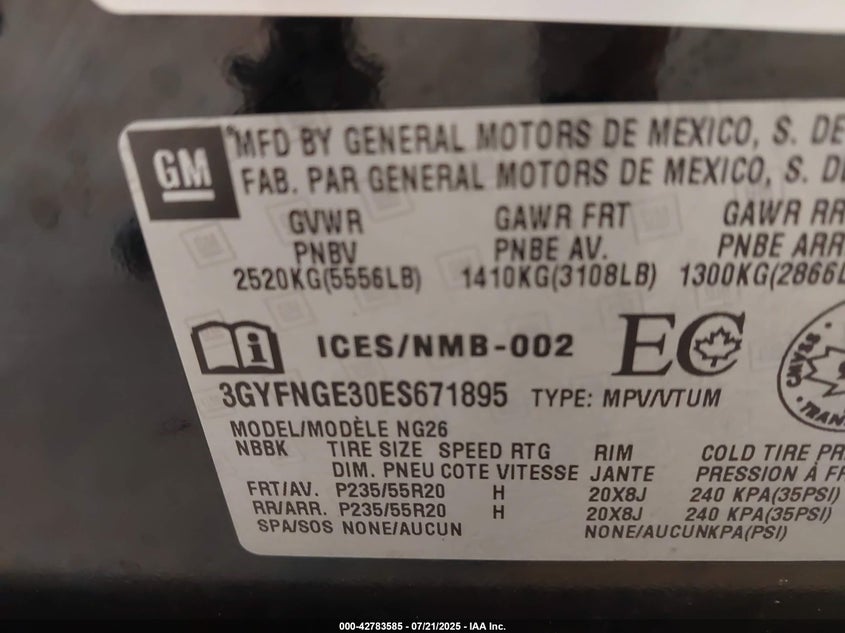 GM
MFD BY GENERAL MOTORS DE MEXICO, S. DE
FAB. PAR GENERAL MOTORS DE MEXICO, S. DE
GVWR GAWR FRT GAWR RR
PNBV PNBE AV. PNBE ARR
2520KG(5556LB) 1410KG(3108LB) 1300KG(2866L
ICES/NMB-002 EC
CMVSS
TRAN
3GYFNGE30ES671895 TYPE: MPV/VTUM
MODEL/MODÈLE NG26
NBBK TIRE SIZE SPEED RTG RIM COLD TIRE PR
DIM. PNEU COTE VITESSE JANTE PRESSION À F
FRT/AV. P235/55R20 H 20X8J 240 KPA(35PSI)
RR/ARR. P235/55R20 H 20X8J 240 KPA(35PSI)
SPA/SOS NONE/AUCUN NONE/AUCUNKPA(PSI)
000-42783585 / 07/21/2025 - IAA Inc.